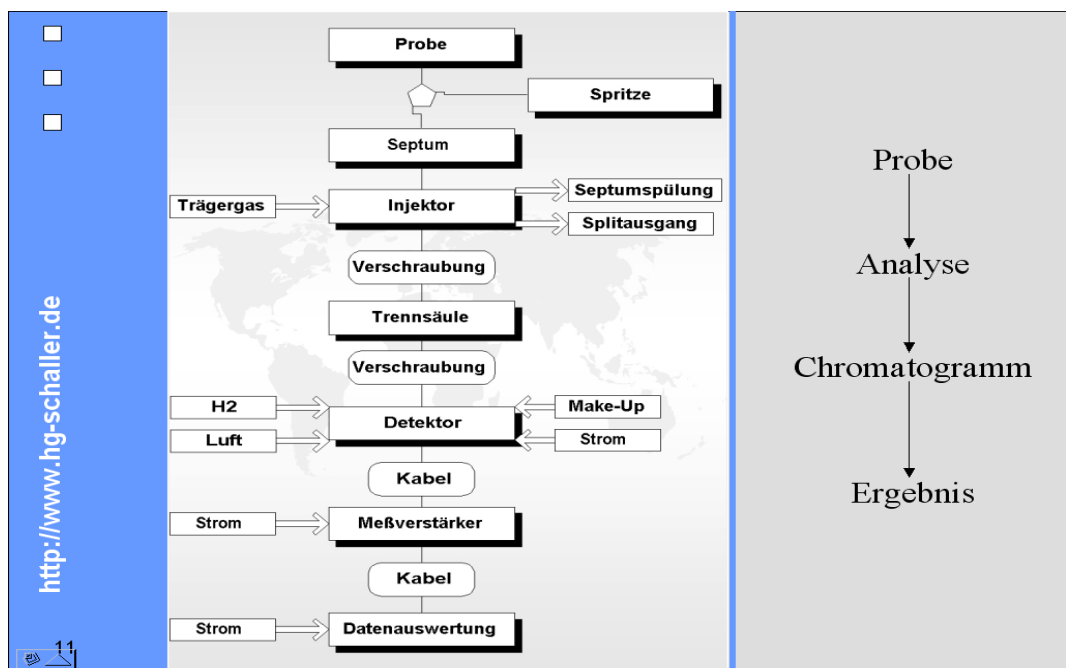 Probe
Spritze
Septum
Trägergas
Injektor
Septumspülung
Splitausgang
Verschraubung
Trennsäule
Verschraubung
H2
Luft
Detektor
Make-Up
Strom
Kabel
Strom
Meßverstärker
Kabel
Strom
Datenauswertung
Probe
Analyse
Chromatogramm
Ergebnis
http://www.hg-schaller.de
11